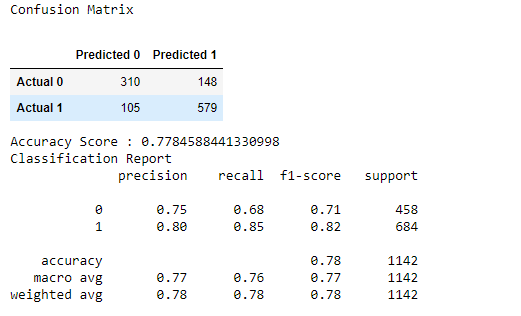 Confusion Matrix
Predicted 0 Predicted 1
Actual 0 310 148
Actual 1 105 579
Accuracy Score : 0.7784588441330998
Classification Report
precision recall f1-score support
0 0.75 0.68 0.71 458
1 0.80 0.85 0.82 684
accuracy 0.78 1142
macro avg 0.77 0.76 0.77 1142
weighted avg 0.78 0.78 0.78 1142